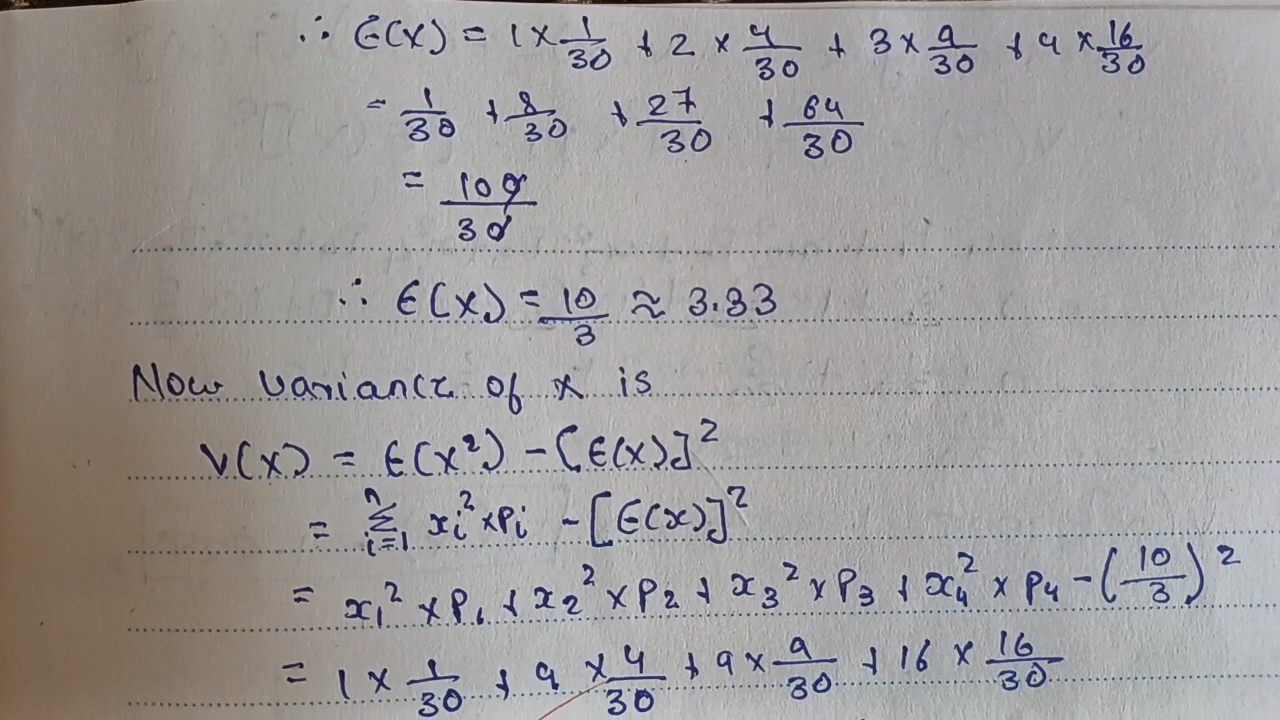 ∴ E(X) = 1 × 1/30 + 2 × 4/30 + 3 × 9/30 + 4 × 16/30
= 1/30 + 8/30 + 27/30 + 64/30
= 100/30
∴ E(X) = 10/3 ≈ 3.33
Now variance of x is
V(X) = E(X²) - [E(X)]²
= Σⁿᵢ₌₁ xᵢ² × pᵢ - [E(x)]²
= x₁² × P₁ + x₂² × P₂ + x₃² × P₃ + x₄² × P₄ - (10/3)²
= 1 × 1/30 + 4 × 4/30 + 9 × 9/30 + 16 × 16/30